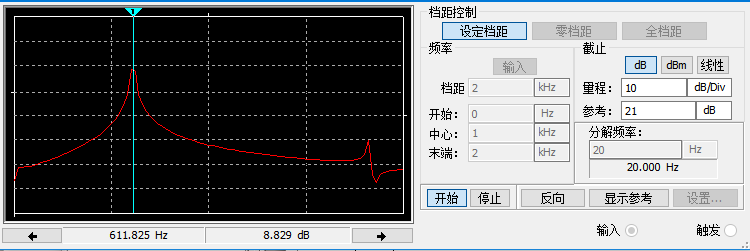 1
611.825 Hz 8.829 dB
档距控制
设定档距 零档距 全档距
频率
输入
档距 2 kHz
开始： 0 Hz
中心： 1 kHz
末端： 2 kHz
截止
dB dBm 线性
量程： 10 dB/Div
参考： 21 dB
分解频率：
20 Hz
20.000 Hz
开始 停止 反向 显示参考 设置...
输入 触发